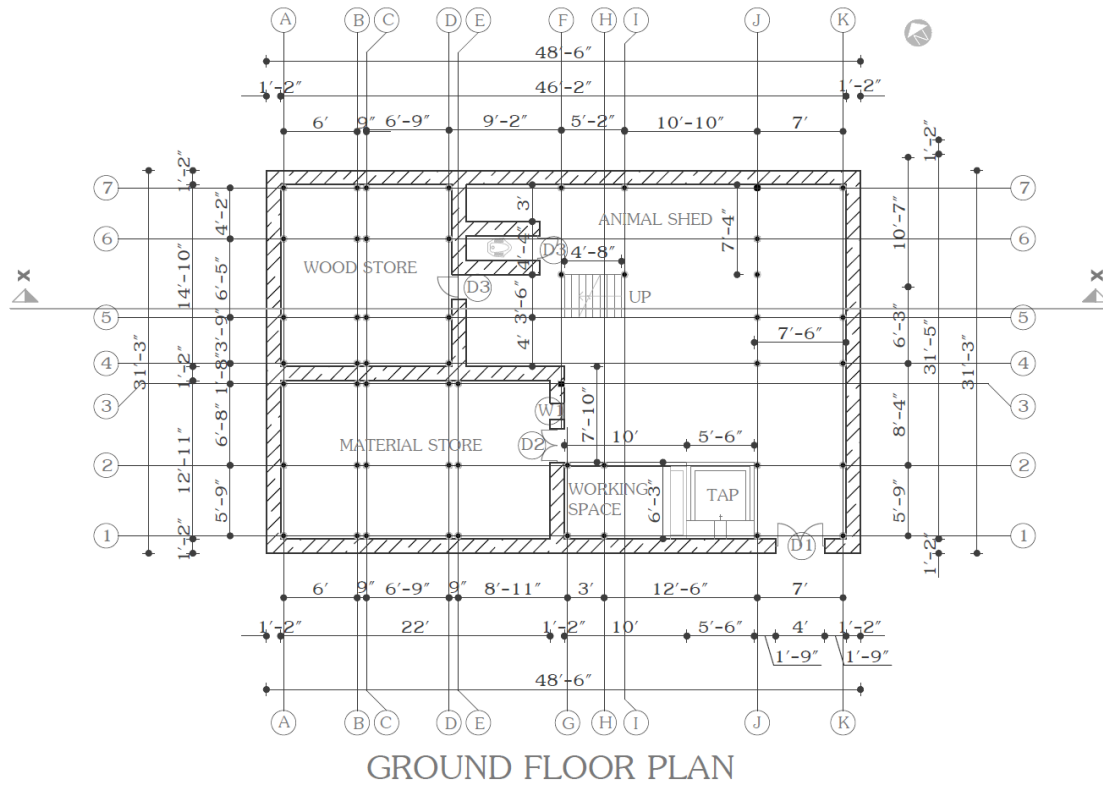 A B C D E F H I J K
N
48′-6″
1′-2″ 46′-2″ 1′-2″
6′ 9″ 6′-9″ 9′-2″ 5′-2″ 10′-10″ 7′
1′-2″
1′-2″
7 7
4′-2″ 3′ ANIMAL SHED 7′-4″ 10′-7″
6 6
4′-4″ D3 4′-8″
WOOD STORE
X X
14′-10″ 6′-5″ D3 UP
5 5
3′-6″ 7′-6″ 6′-3″ 31′-5″
3′-9″ 4′
4 4
31′-3″ 1′-2″ 1′-8″ 31′-3″
3 3
W1
6′-8″ 7′-10″ 8′-4″
MATERIAL STORE D2 10′ 5′-6″
2 2
12′-11″ WORKING SPACE 6′-3″ TAP
5′-9″ 5′-9″
1 1
D1
1′-2″ 1′-2″
6′ 9″ 6′-9″ 9″ 8′-11″ 3′ 12′-6″ 7′
1′-2″ 22′ 1′-2″ 10′ 5′-6″ 4′ 1′-2″
1′-9″ 1′-9″
48′-6″
A B C D E G H I J K
GROUND FLOOR PLAN